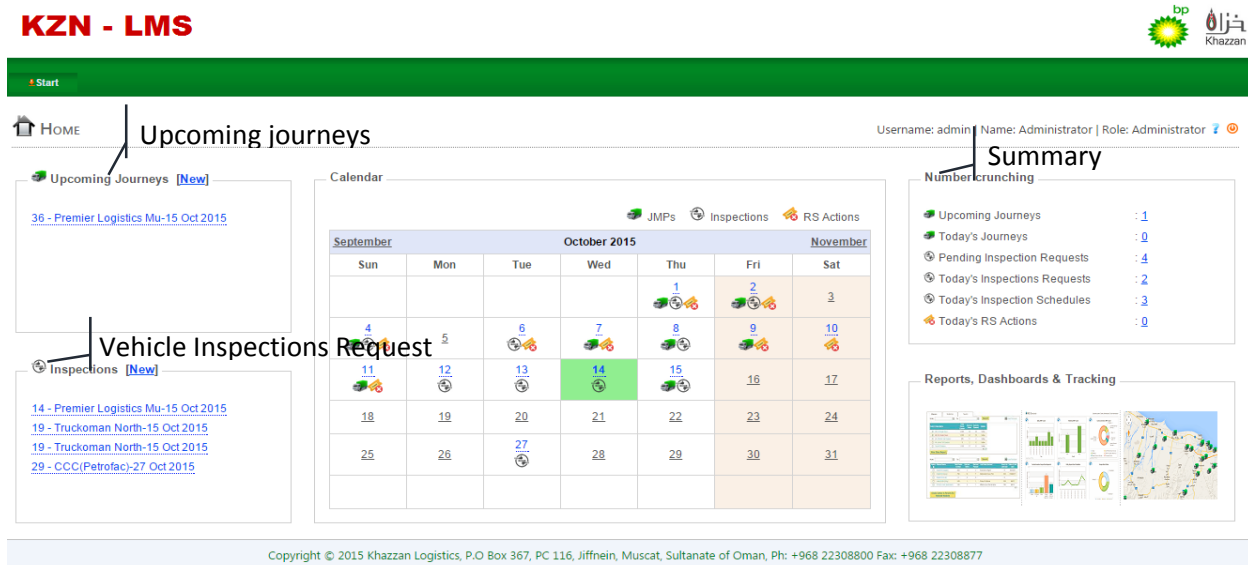 KZN - LMS
bp
خزان
Khazzan
Start
HOME
Upcoming journeys
Username: admin | Name: Administrator | Role: Administrator ?
Summary
Upcoming Journeys [New]
36 - Premier Logistics Mu-15 Oct 2015
Vehicle Inspections Request
Inspections [New]
14 - Premier Logistics Mu-15 Oct 2015
19 - Truckoman North-15 Oct 2015
19 - Truckoman North-15 Oct 2015
29 - CCC(Petrofac)-27 Oct 2015
Calendar
JMPs Inspections RS Actions
September October 2015 November
Sun Mon Tue Wed Thu Fri Sat
1 2 3
4 5 6 7 8 9 10
11 12 13 14 15 16 17
18 19 20 21 22 23 24
25 26 27 28 29 30 31
Number crunching
Upcoming Journeys : 1
Today's Journeys : 0
Pending Inspection Requests : 4
Today's Inspections Requests : 2
Today's Inspection Schedules : 3
Today's RS Actions : 0
Reports, Dashboards & Tracking
Copyright © 2015 Khazzan Logistics, P.O Box 367, PC 116, Jiffnein, Muscat, Sultanate of Oman, Ph: +968 22308800 Fax: +968 22308877